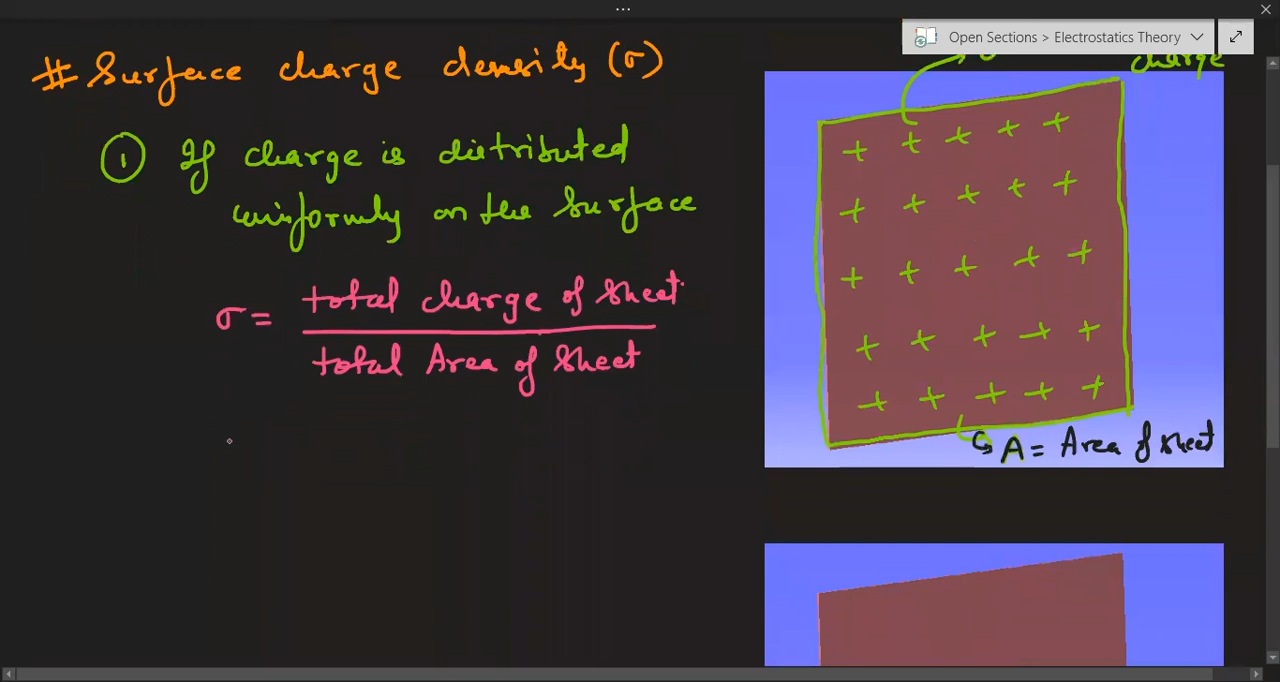 ...
Open Sections > Electrostatics Theory
# Surface charge density (σ)
charge
① If charge is distributed
uniformly on the surface
σ = total charge of sheet
total Area of sheet
A = Area of sheet